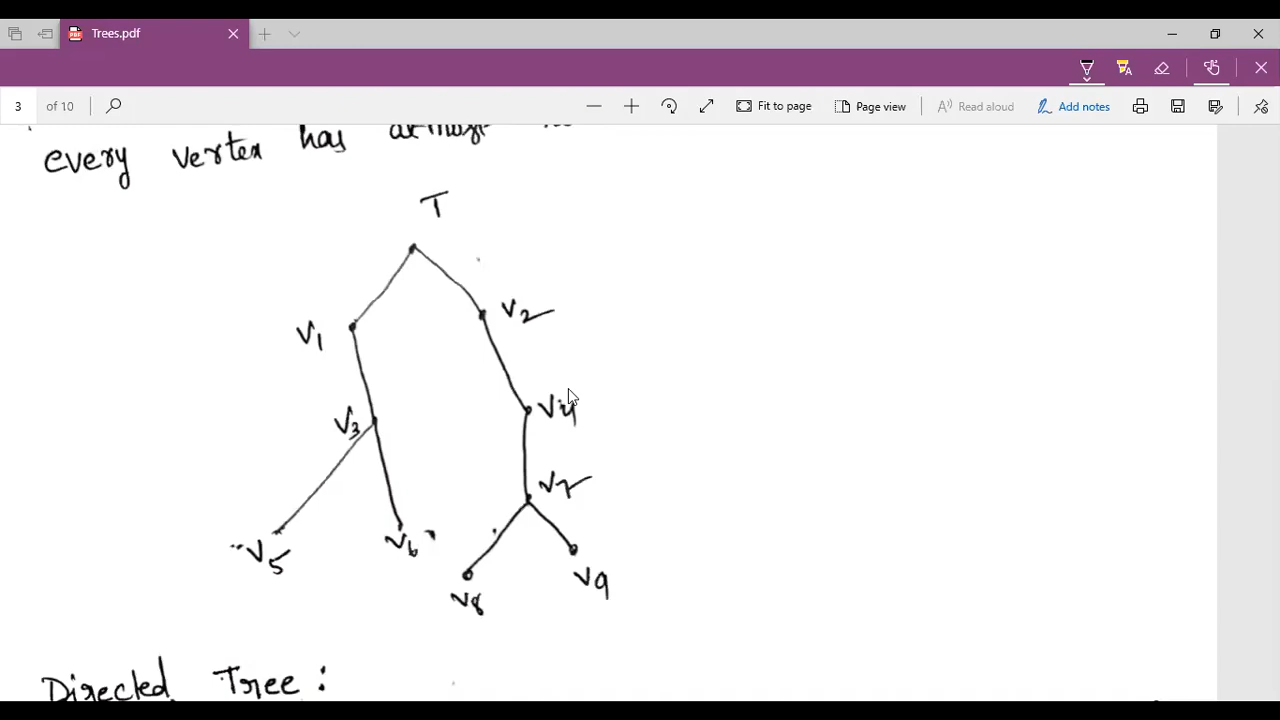 Trees.pdf
3 of 10 Fit to page Page view Read aloud Add notes
every vertex has atmost
T
V1 V2
V3 V4
V7
V5 V6
V8 V9
Directed Tree: